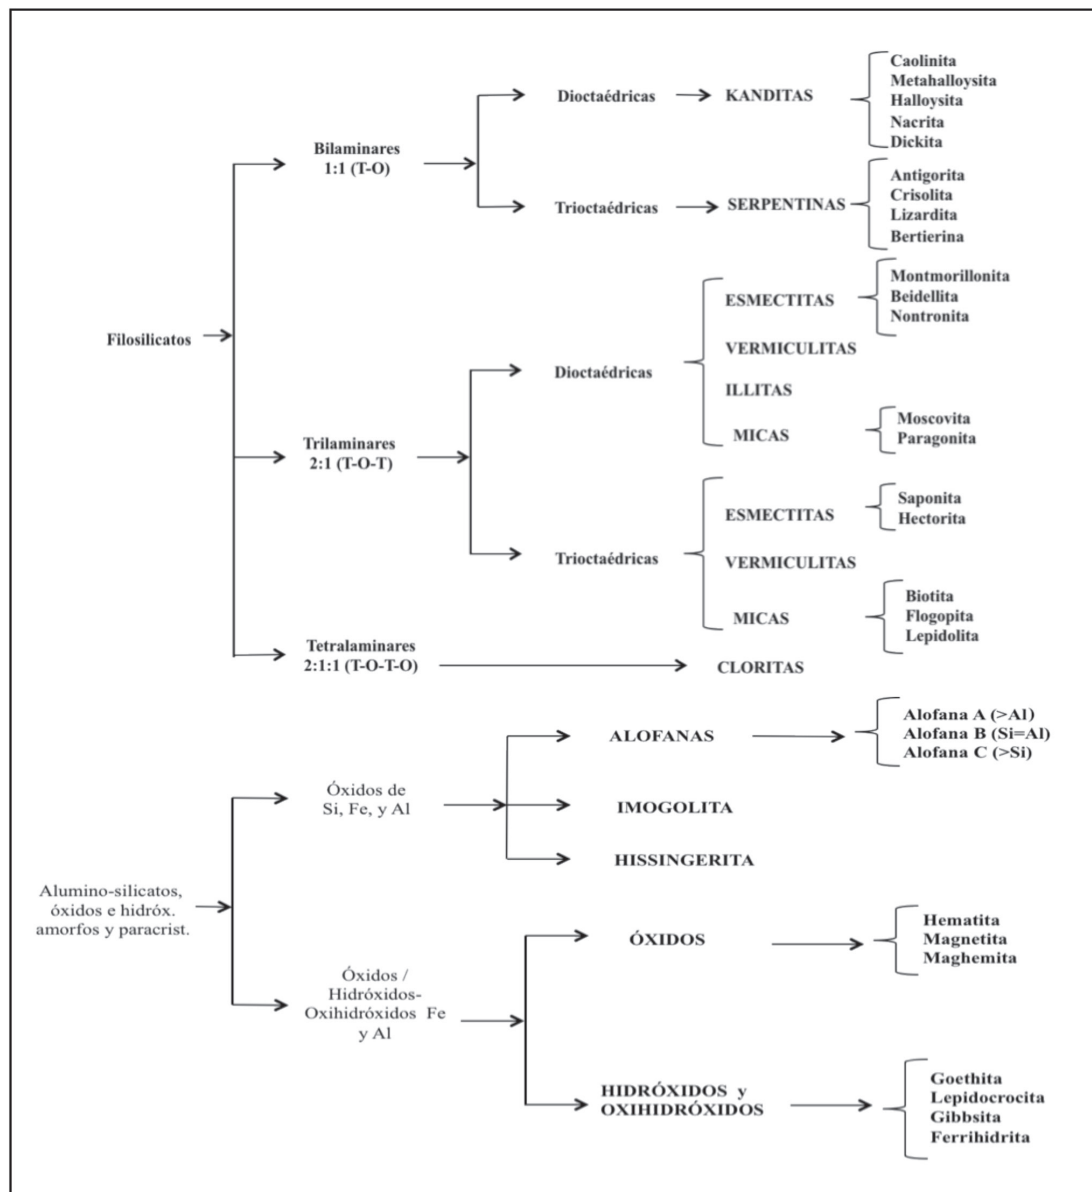 Filosilicatos
Bilaminares
1:1 (T-O)
Dioctaédricas
KANDITAS
Caolinita
Metahalloysita
Halloysita
Nacrita
Dickita
Trioctaédricas
SERPENTINAS
Antigorita
Crisolita
Lizardita
Bertierina
Trilaminares
2:1 (T-O-T)
Dioctaédricas
ESMECTITAS
Montmorillonita
Beidellita
Nontronita
VERMICULITAS
ILLITAS
MICAS
Moscovita
Paragonita
Trioctaédricas
ESMECTITAS
Saponita
Hectorita
VERMICULITAS
MICAS
Biotita
Flogopita
Lepidolita
Tetralaminares
2:1:1 (T-O-T-O)
CLORITAS
Alumino-silicatos,
óxidos e hidróx.
amorfos y paracrist.
Óxidos de
Si, Fe, y Al
ALOFANAS
Alofana A (>Al)
Alofana B (Si=Al)
Alofana C (>Si)
IMOGOLITA
HISSINGERITA
Óxidos /
Hidróxidos-
Oxihidróxidos Fe
y Al
ÓXIDOS
Hematita
Magnetita
Maghemita
HIDRÓXIDOS y
OXIHIDRÓXIDOS
Goethita
Lepidocrocita
Gibbsita
Ferrihidrita